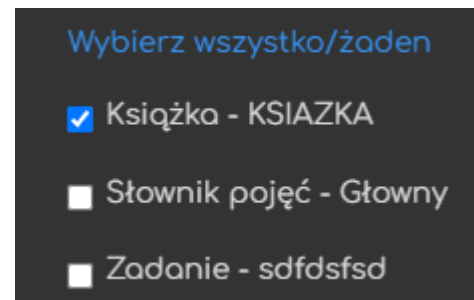 Wybierz wszystko/żaden
Książka - KSIAZKA
Słownik pojęć - Głowny
Zadanie - sdfdsfsd